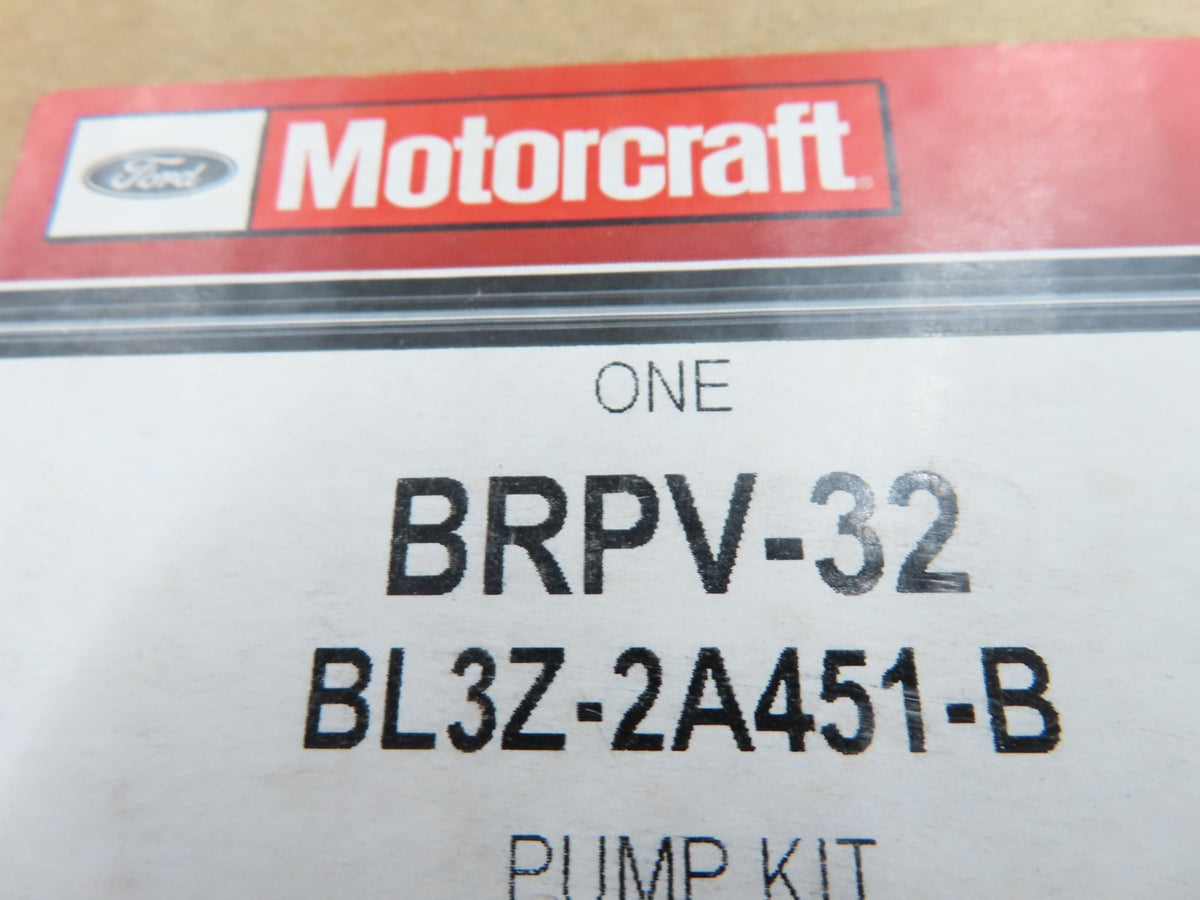 Ford Motorcraft®
ONE
BRPV-32
BL3Z-2A451-B
PUMP KIT